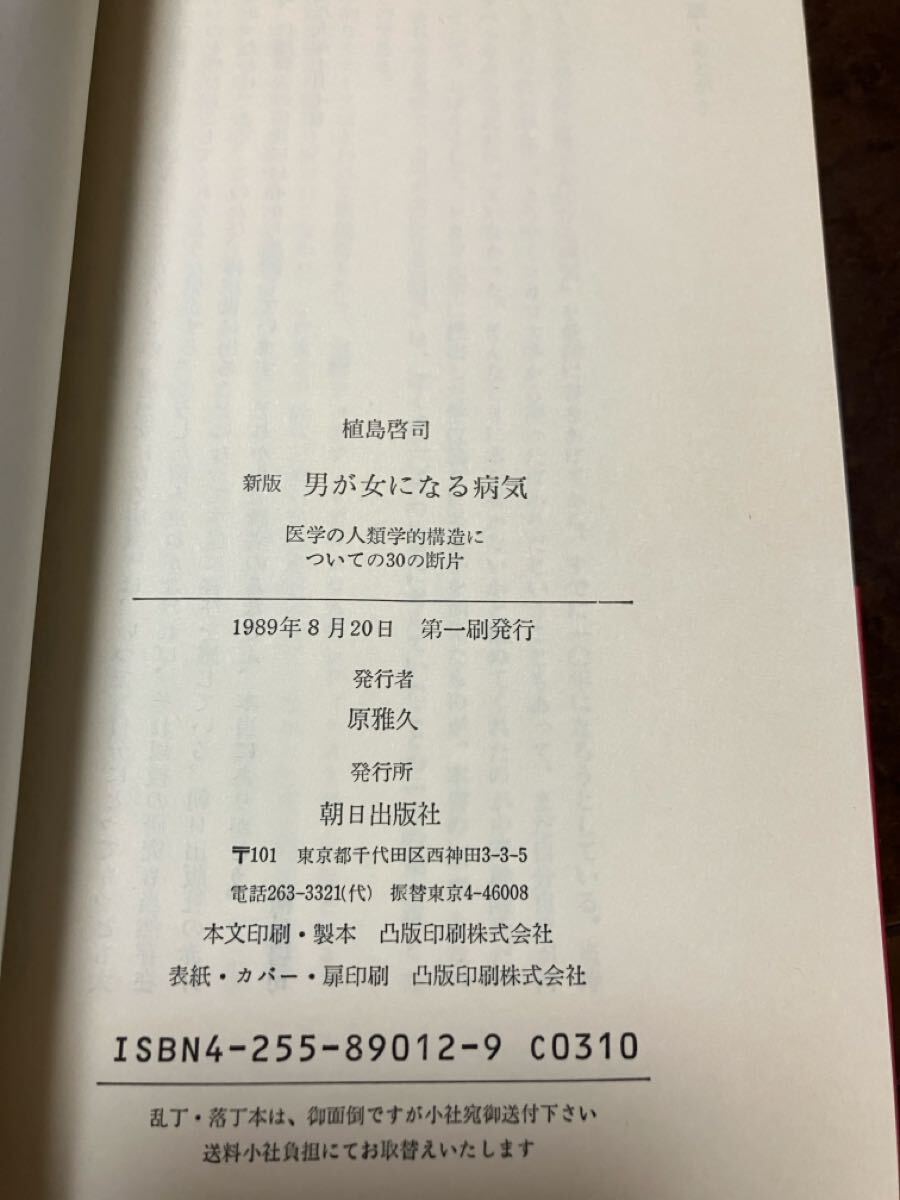 植島啓司
新版 男が女になる病気
医学の人類学的構造に
ついての30の断片
1989年8月20日 第一刷発行
発行者
原雅久
発行所
朝日出版社
〒101 東京都千代田区西神田3-3-5
電話263-3321(代) 振替東京4-46008
本文印刷・製本 凸版印刷株式会社
表紙・カバー・扉印刷 凸版印刷株式会社
ISBN4-255-89012-9 C0310
乱丁・落丁本は、御面倒ですが小社宛御送付下さい
送料小社負担にてお取替えいたします